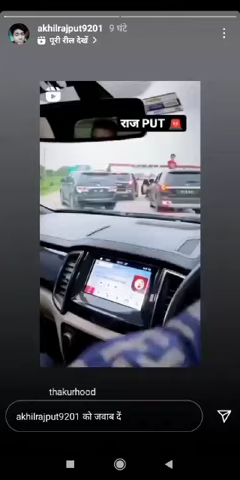 akhilrajput9201 9 घंटे
पूरी रील देखें
राज PUT
thakurhood
akhilrajput9201 को जवाब दें